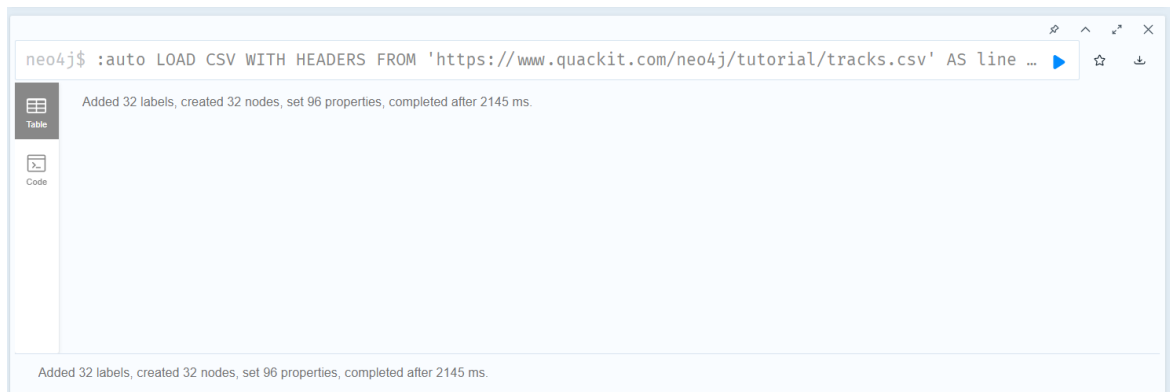 neo4j$ :auto LOAD CSV WITH HEADERS FROM 'https://www.quackit.com/neo4j/tutorial/tracks.csv' AS line …
Table
Added 32 labels, created 32 nodes, set 96 properties, completed after 2145 ms.
Code
Added 32 labels, created 32 nodes, set 96 properties, completed after 2145 ms.